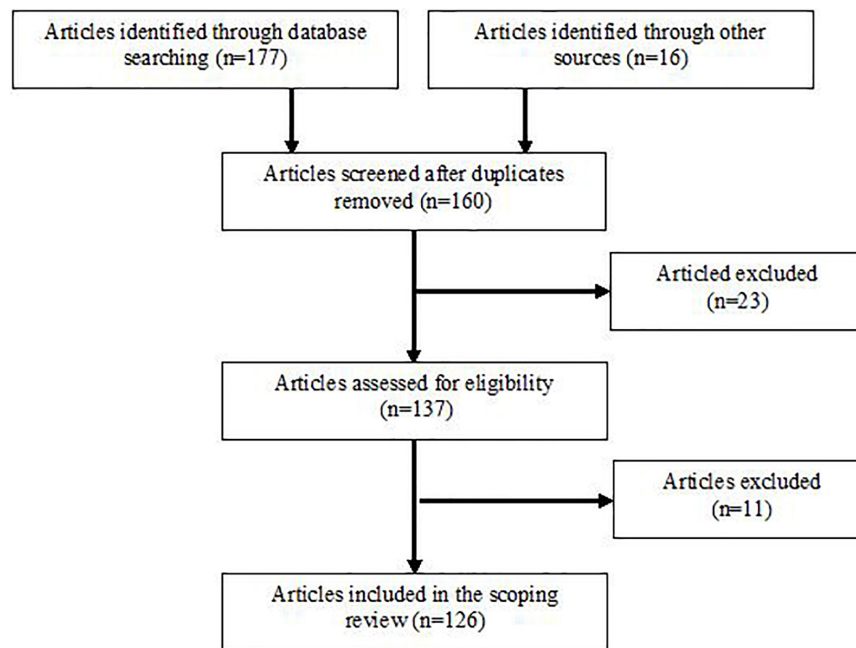 Articles identified through database
searching (n=177)
Articles identified through other
sources (n=16)
Articles screened after duplicates
removed (n=160)
Articled excluded
(n=23)
Articles assessed for eligibility
(n=137)
Articles excluded
(n=11)
Articles included in the scoping
review (n=126)